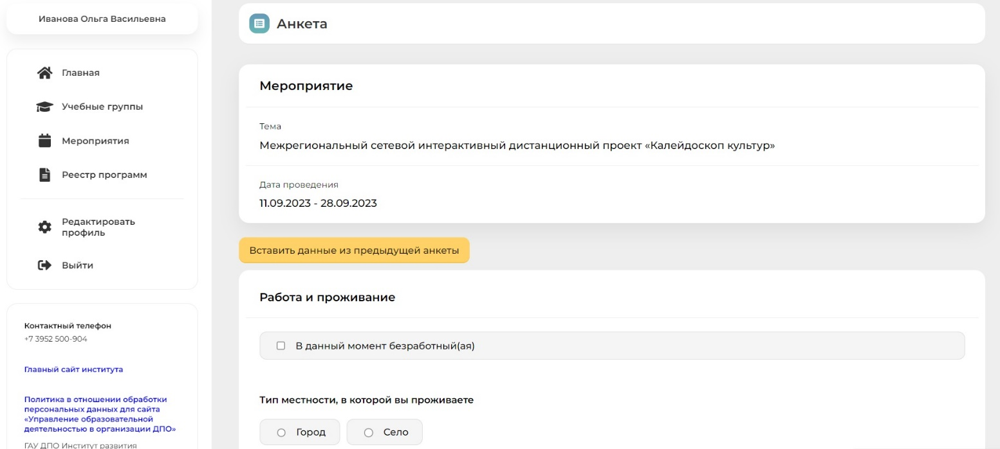 Иванова Ольга Васильевна
Главная
Учебные группы
Мероприятия
Реестр программ
Редактировать
профиль
Выйти
Контактный телефон
+7 3952 500-904
Главный сайт института
Политика в отношении обработки
персональных данных для сайта
«Управление образовательной
деятельностью в организации ДПО»
ГАУ ДПО Институт развития
Анкета
Мероприятие
Тема
Межрегиональный сетевой интерактивный дистанционный проект «Калейдоскоп культур»
Дата проведения
11.09.2023 - 28.09.2023
Вставить данные из предыдущей анкеты
Работа и проживание
В данный момент безработный(ая)
Тип местности, в которой вы проживаете
Город
Село